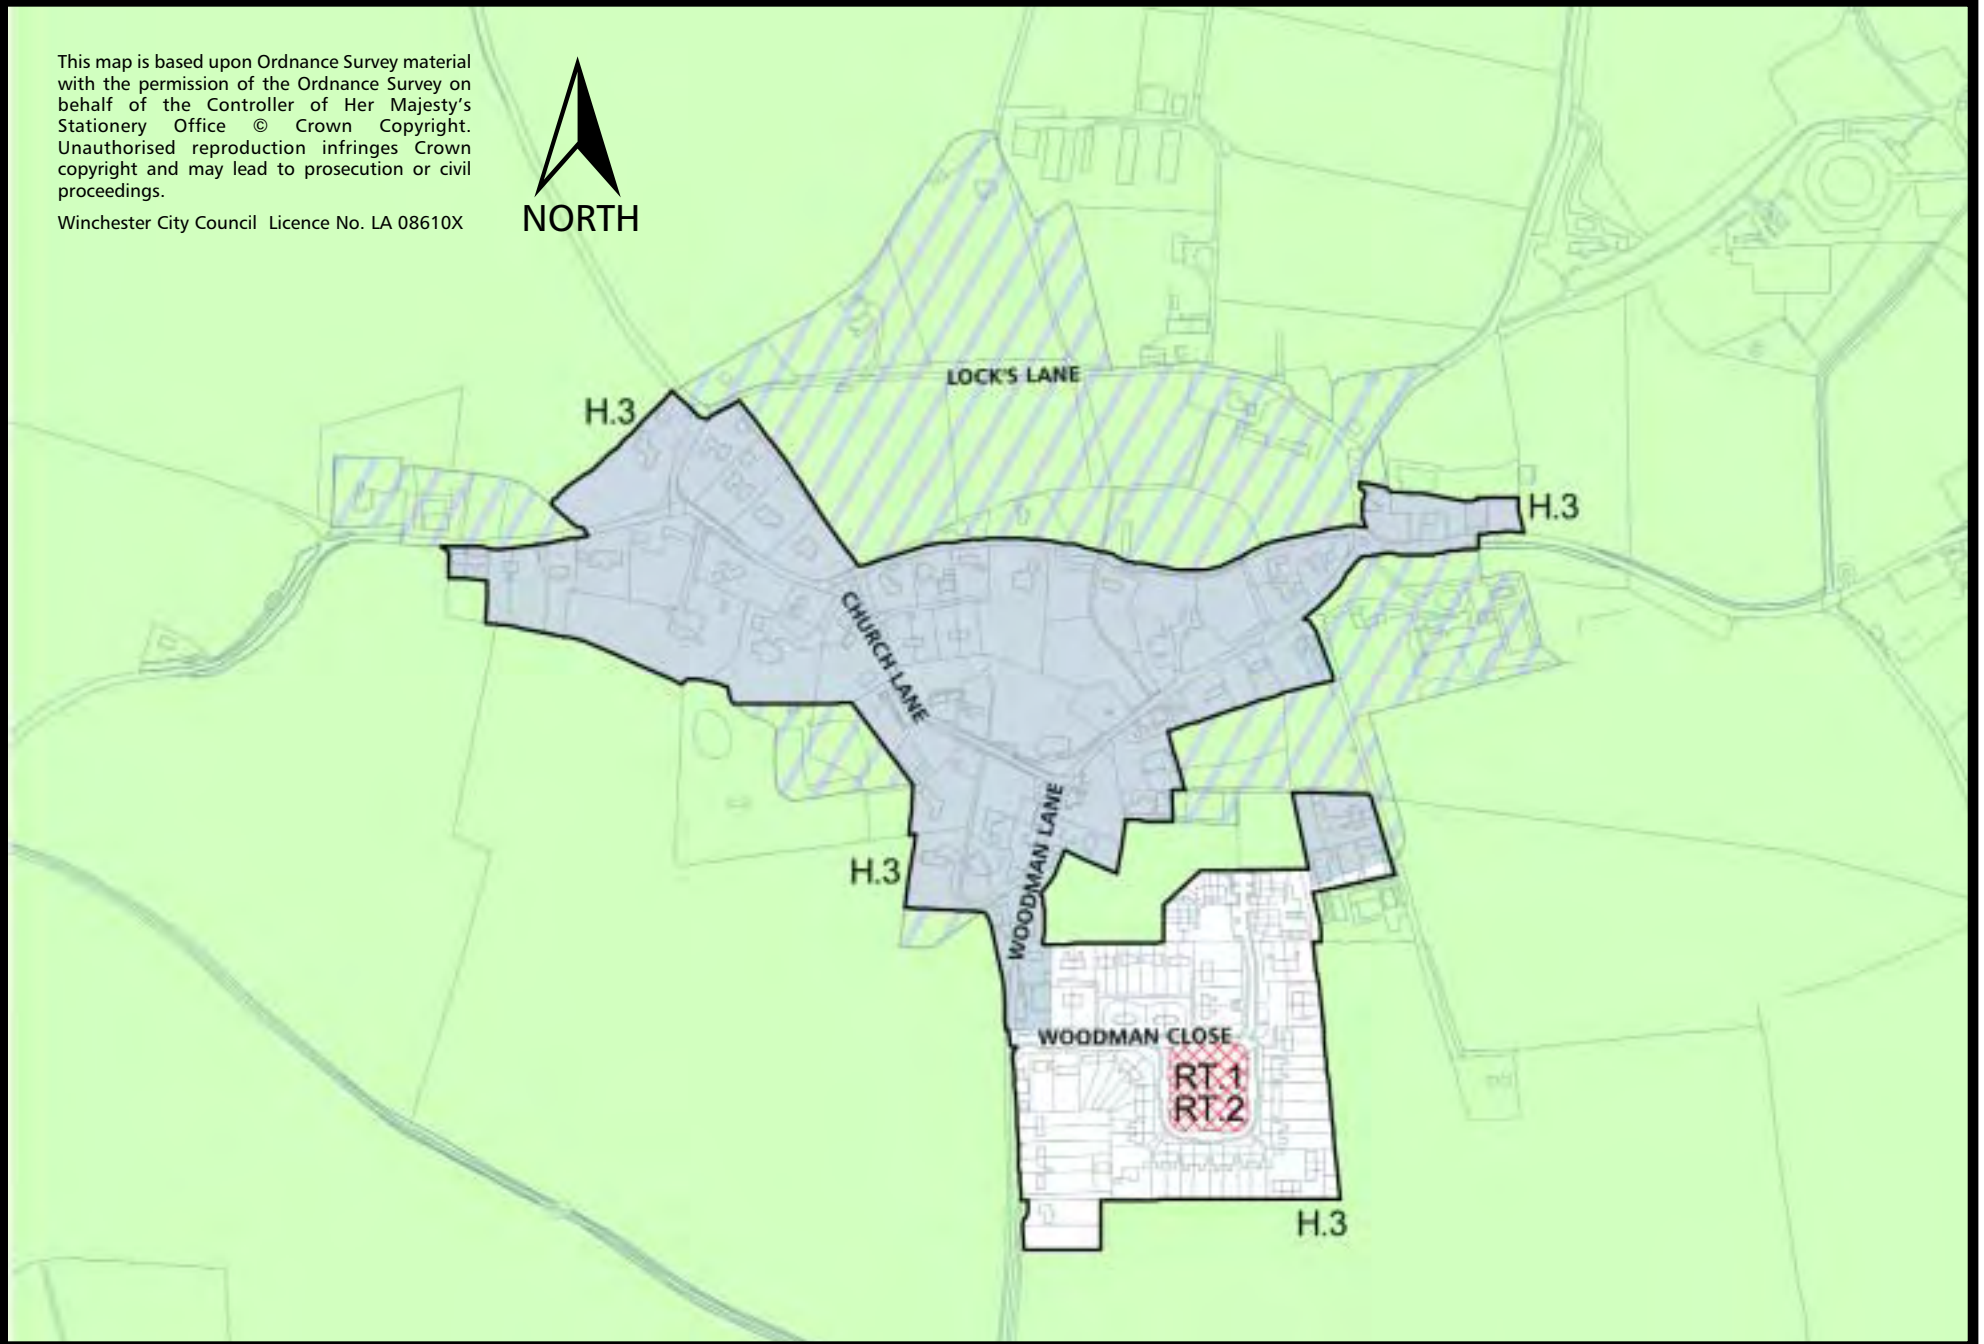 This map is based upon Ordnance Survey material
with the permission of the Ordnance Survey on
behalf of the Controller of Her Majesty's
Stationery Office © Crown Copyright.
Unauthorised reproduction infringes Crown
copyright and may lead to prosecution or civil
proceedings.
Winchester City Council Licence No. LA 08610X
NORTH
LOCK'S LANE
H.3
H.3
CHURCH LANE
WOODMAN LANE
H.3
WOODMAN CLOSE
RT.1
RT.2
H.3